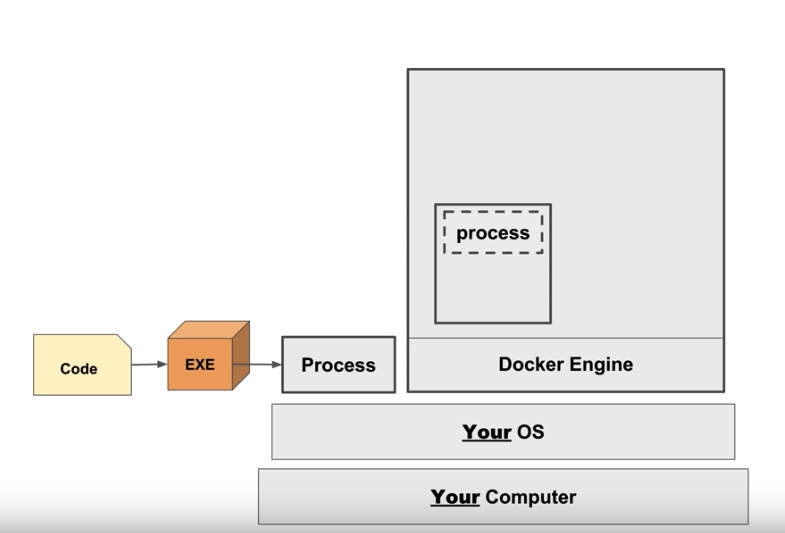 process
Code
EXE
Process
Docker Engine
Your OS
Your Computer